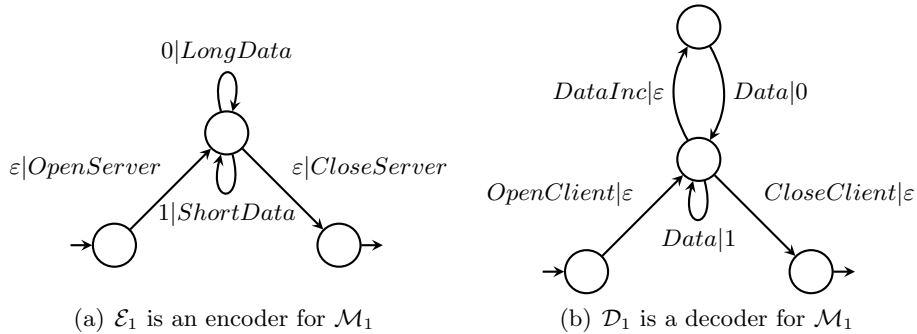 0|LongData
ε|OpenServer
ε|CloseServer
1|ShortData
(a) 𝓔₁ is an encoder for 𝓜₁
DataInc|ε
Data|0
OpenClient|ε
CloseClient|ε
Data|1
(b) 𝓓₁ is a decoder for 𝓜₁